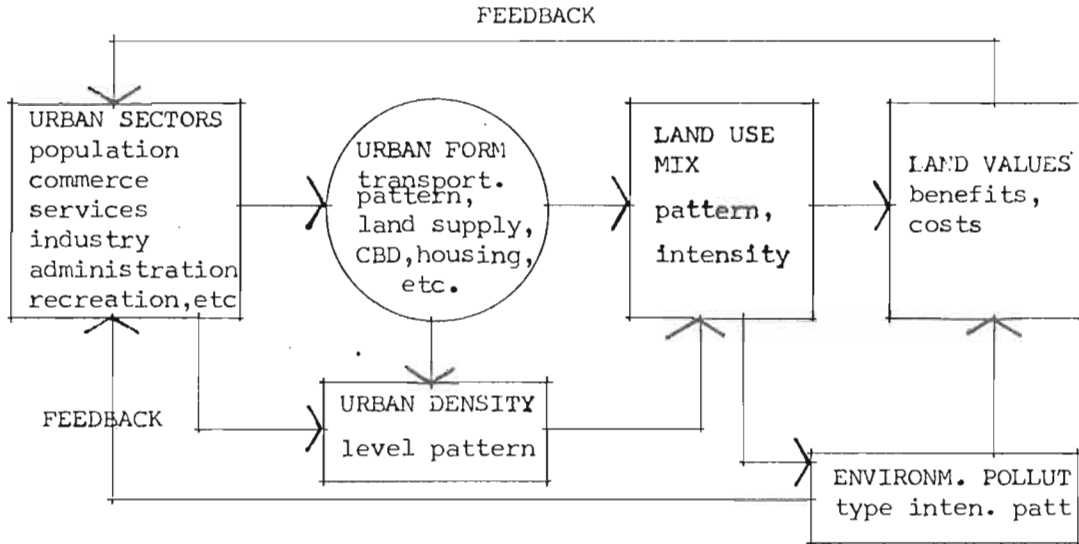 FEEDBACK
URBAN SECTORS
population
commerce
services
industry
administration
recreation,etc
URBAN FORM
transport.
pattern,
land supply,
CBD,housing,
etc.
LAND USE
MIX
pattern,
intensity
LAND VALUES
benefits,
costs
FEEDBACK
URBAN DENSITY
level pattern
ENVIRONM. POLLUT
type inten. patt